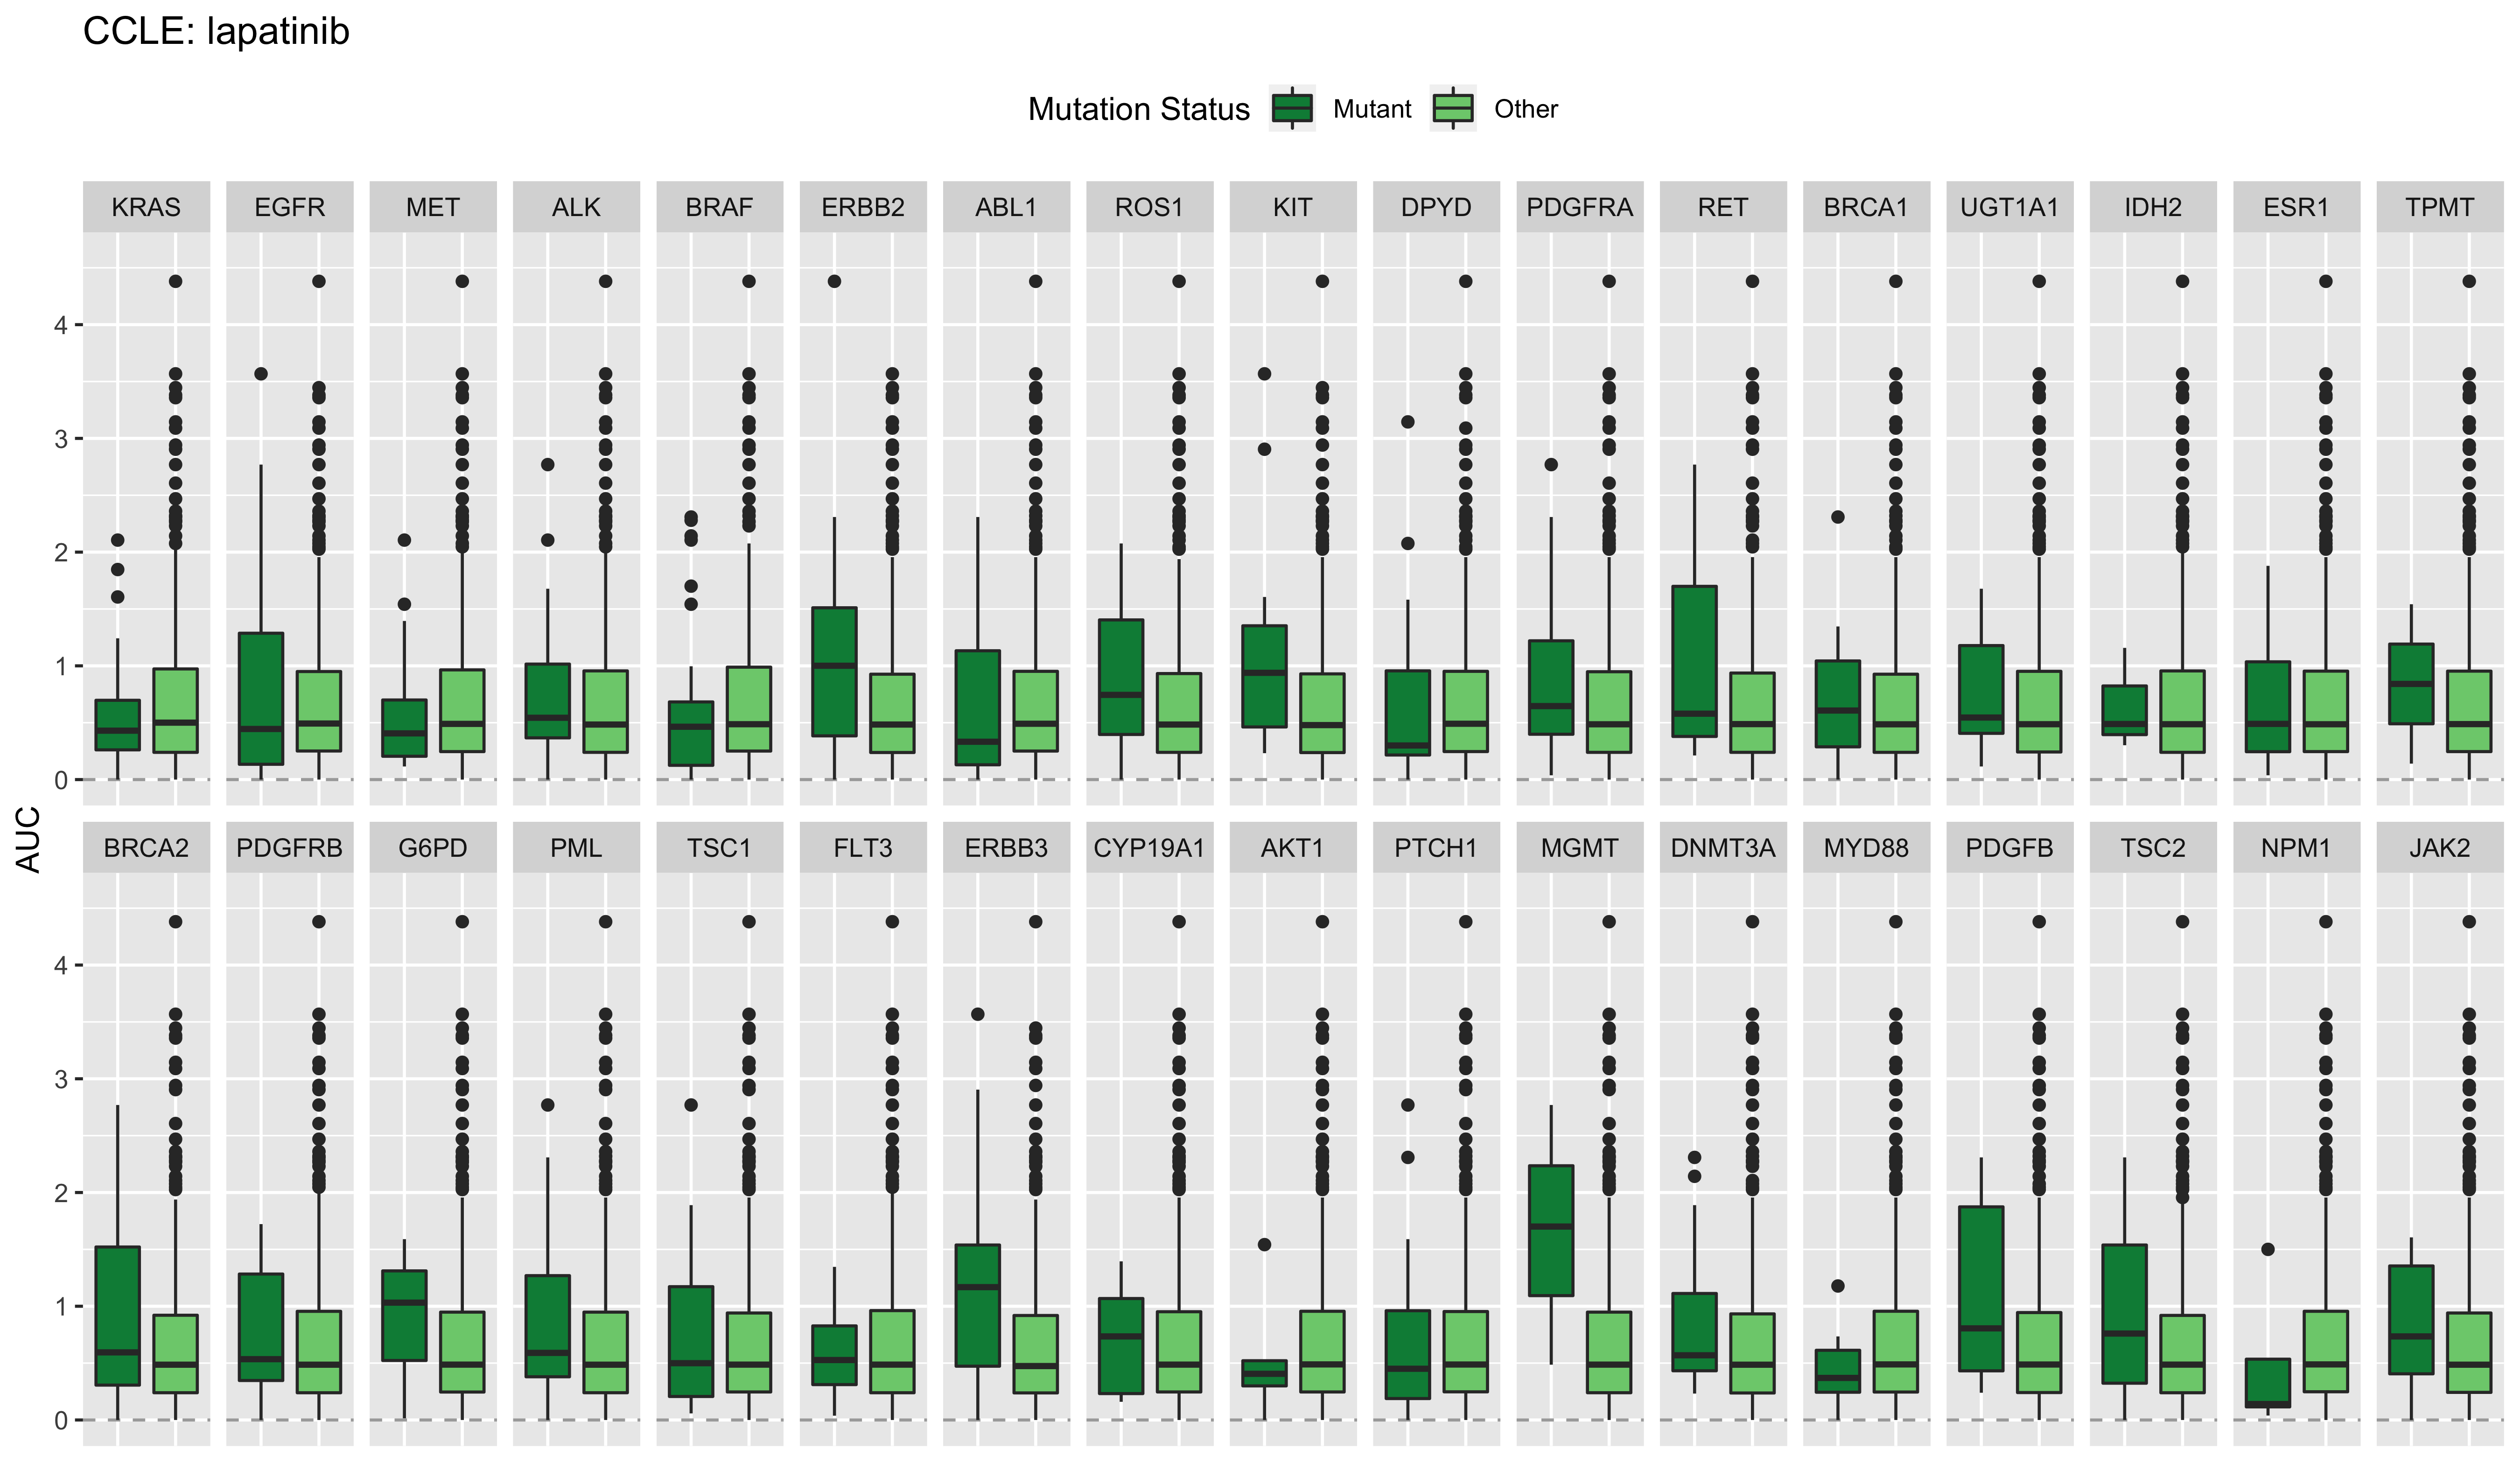 CCLE: lapatinib
Mutation Status Mutant Other
KRAS EGFR MET ALK BRAF ERBB2 ABL1 ROS1 KIT DPYD PDGFRA RET BRCA1 UGT1A1 IDH2 ESR1 TPMT
4
3
2
1
0
AUC
BRCA2 PDGFRB G6PD PML TSC1 FLT3 ERBB3 CYP19A1 AKT1 PTCH1 MGMT DNMT3A MYD88 PDGFB TSC2 NPM1 JAK2
4
3
2
1
0